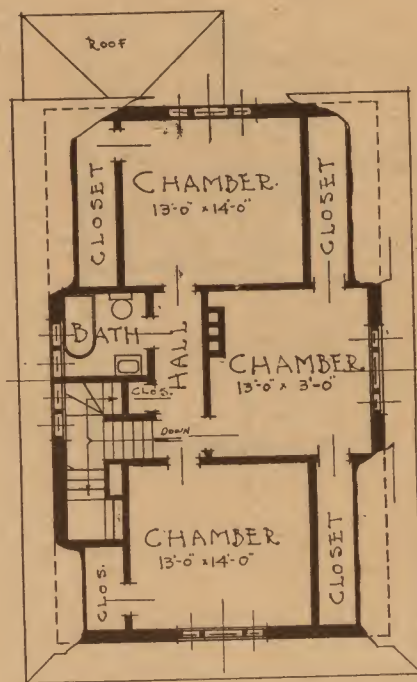 ROOF
CHAMBER.
13'-0" x 14'-0"
CLOSET
CLOSET
BATH
HALL
CHAMBER
13'-0" x 3'-0"
CLOS.
DOWN
CHAMBER
13'-0" x 14'-0"
CLOSET
CLOS.